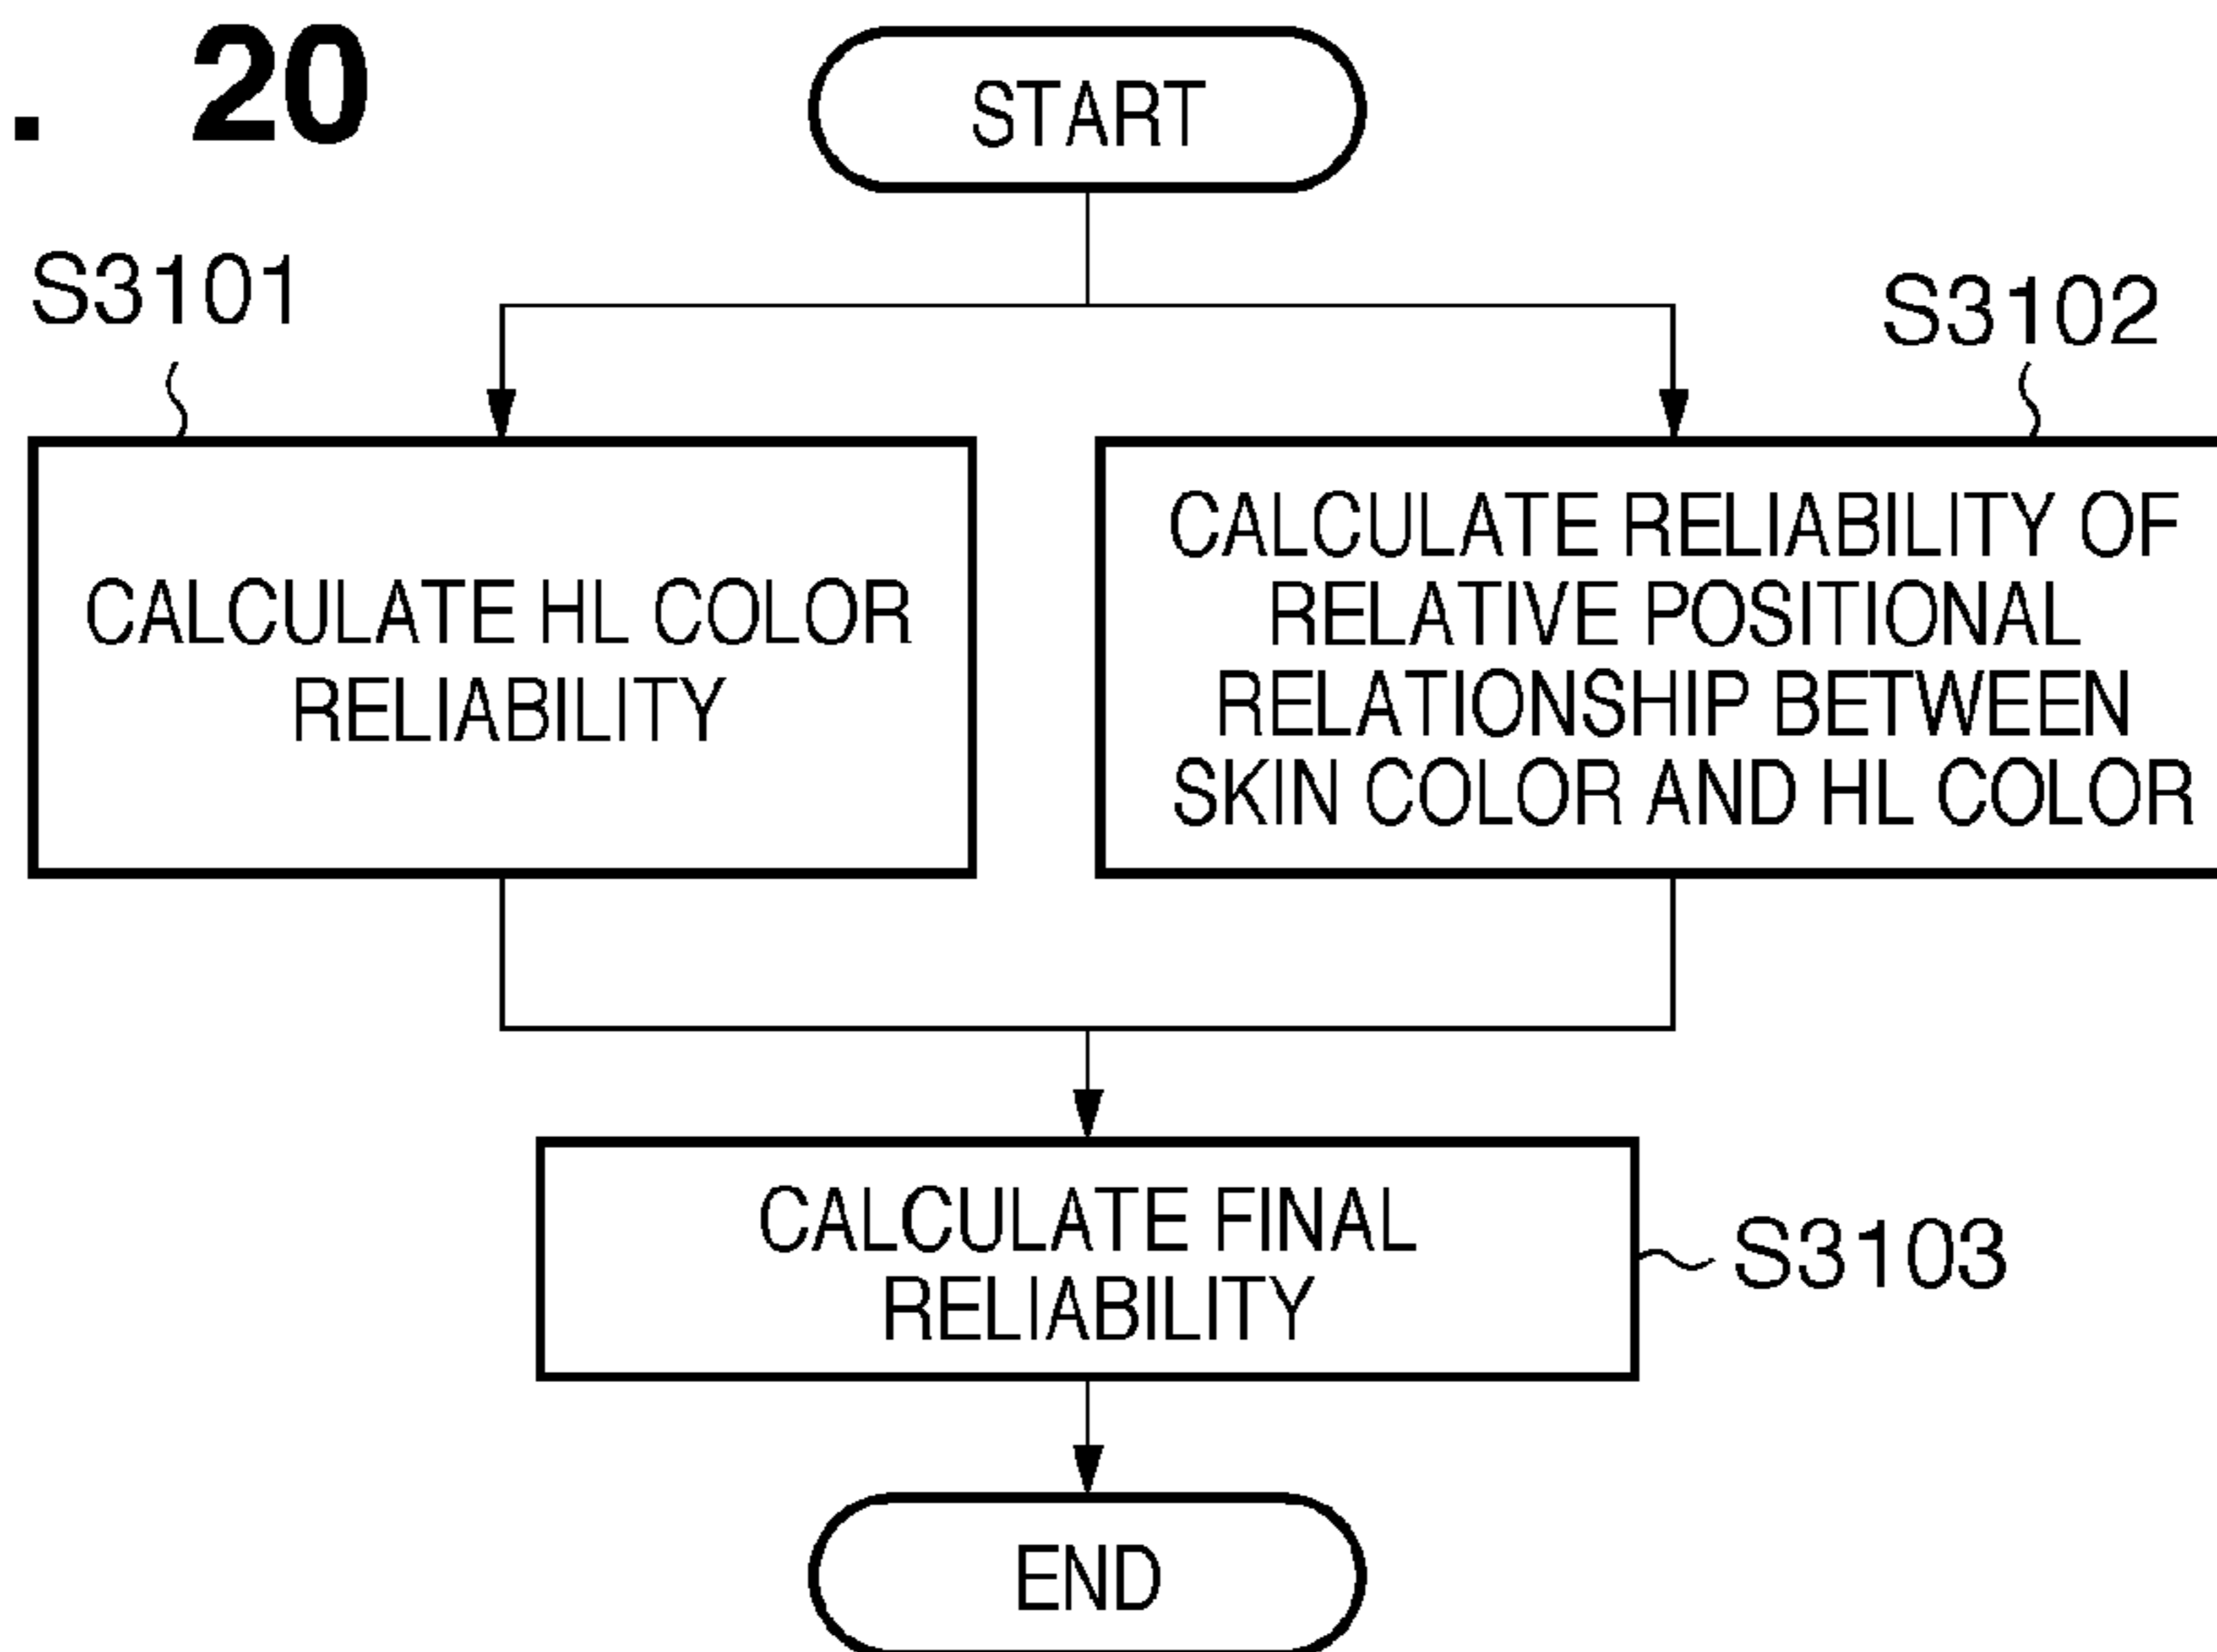 . 20
START
S3101
S3102
CALCULATE HL COLOR
RELIABILITY
CALCULATE RELIABILITY OF
RELATIVE POSITIONAL
RELATIONSHIP BETWEEN
SKIN COLOR AND HL COLOR
CALCULATE FINAL
RELIABILITY
S3103
END